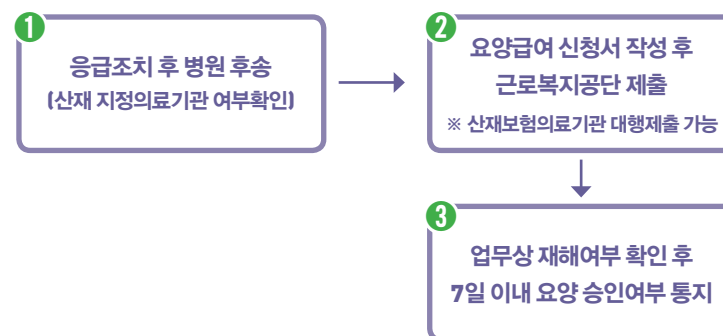 1
응급조치 후 병원 후송
(산재 지정의료기관 여부확인)
2
요양급여 신청서 작성 후
근로복지공단 제출
※ 산재보험의료기관 대행제출 가능
3
업무상 재해여부 확인 후
7일 이내 요양 승인여부 통지